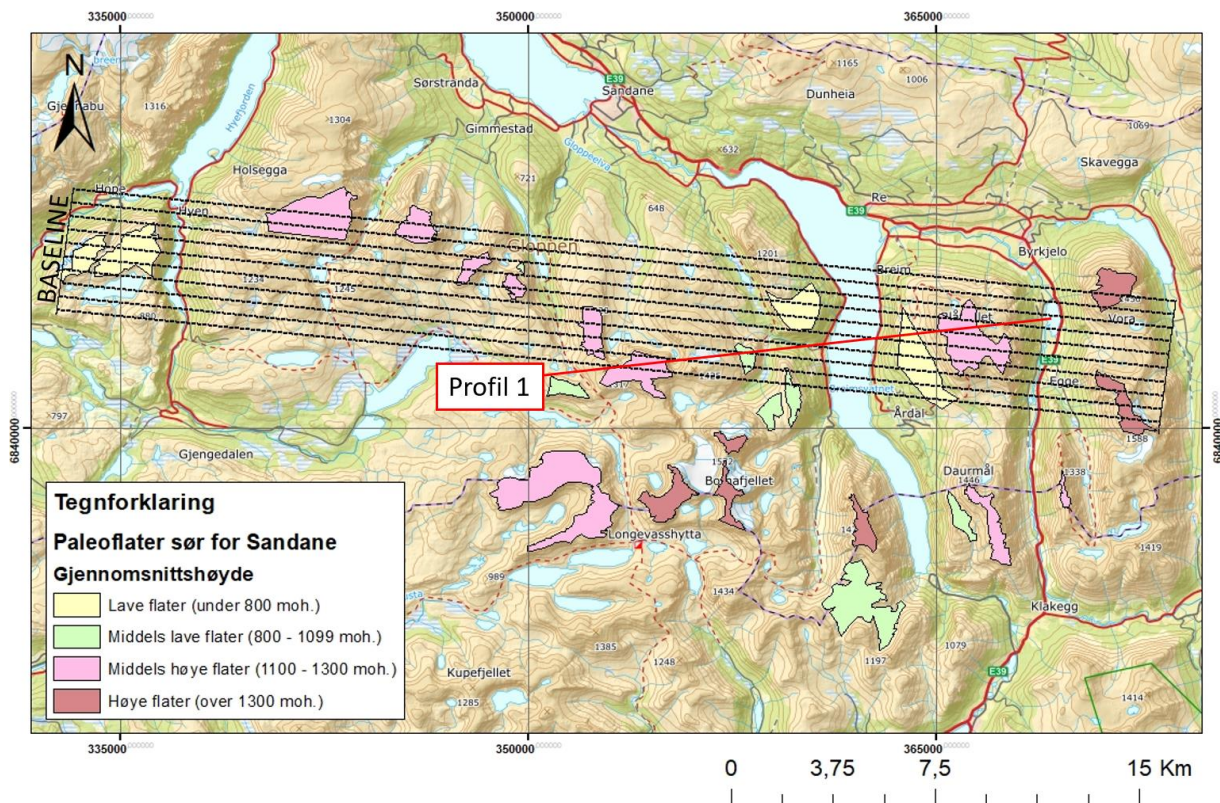 335000
350000
365000
breen
Gjennabu
1316
N
Hyefjorden
Sørstranda
1304
Gimmestad
E39
Sandane
Gloppeelva
1165
1006
Dunheia
1069
632
Skavegga
Holsegga
721
648
Re
E39
Hope
Hyen
BASELINE
Gloppen
1201
Byrkjelo
Breim
1234
1245
880
Vora
E39
Egge
Profil 1
Årdal
797
6840000
6840000
Gjengedalen
1588
Daurmål
1446
1338
Longevasshytta
989
1419
1434
Klakegg
1385
1248
1079
1197
Kupefjellet
1285
E39
1414
Tegnforklaring
Paleoflater sør for Sandane
Gjennomsnittshøyde
Lave flater (under 800 moh.)
Middels lave flater (800 - 1099 moh.)
Middels høye flater (1100 - 1300 moh.)
Høye flater (over 1300 moh.)
335000
350000
365000
0 3,75 7,5 15 Km